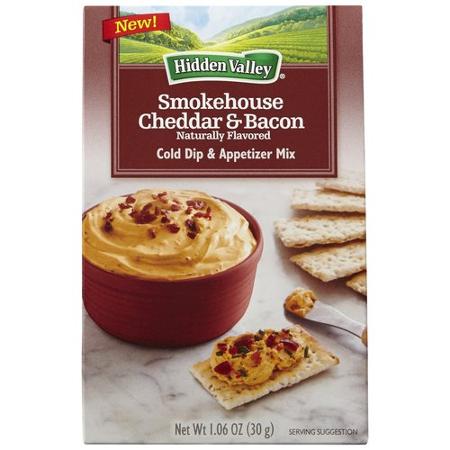 New!
Hidden Valley®
Smokehouse
Cheddar & Bacon
Naturally Flavored
Cold Dip & Appetizer Mix
Net Wt 1.06 OZ (30 g)
SERVING SUGGESTION